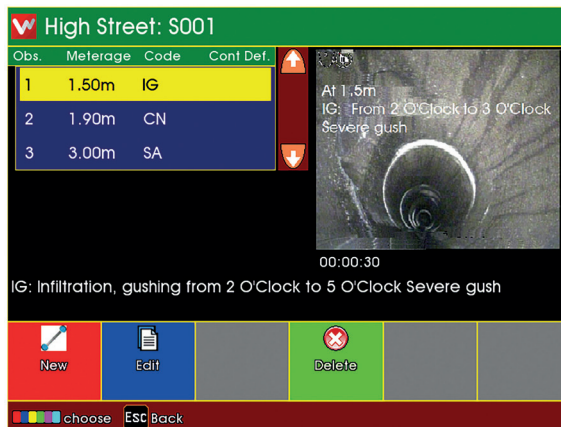 High Street: S001
Obs. Meterage Code Cont Def.
1 1.50m IG
2 1.90m CN
3 3.00m SA
At 1.5m
IG: From 2 O'Clock to 3 O'Clock
Severe gush
00:00:30
IG: Infiltration, gushing from 2 O'Clock to 5 O'Clock Severe gush
New Edit Delete
choose ESC Back